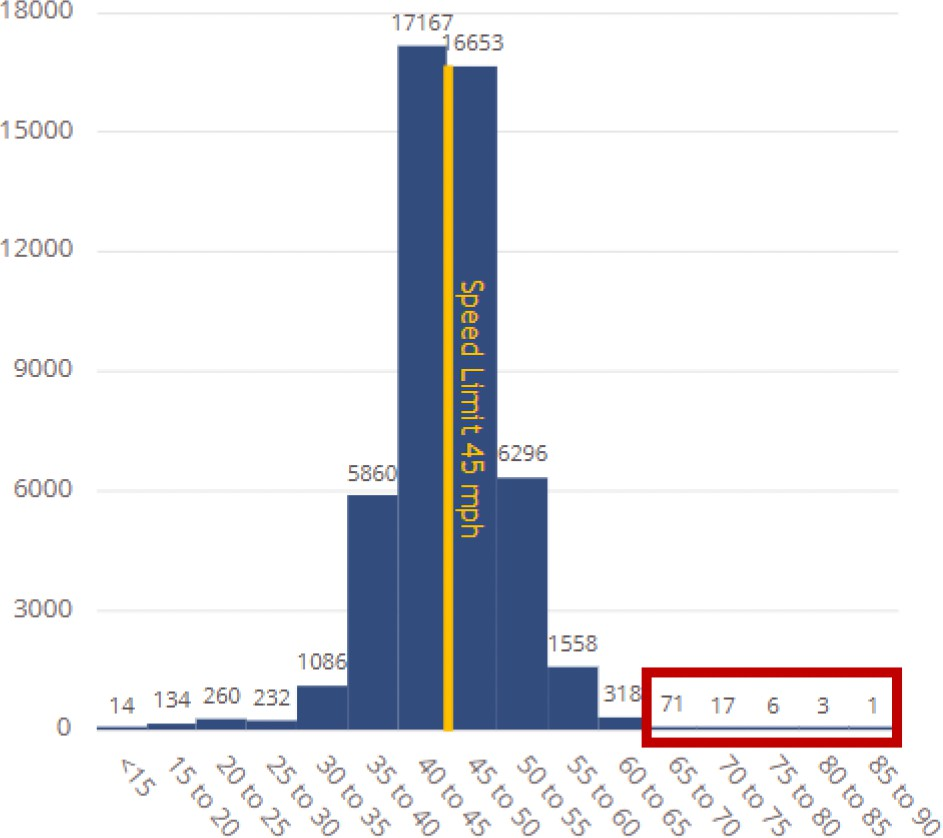 18000
15000
12000
9000
6000
3000
0
14
134
260
232
1086
5860
17167
16653
6296
1558
318
71
17
6
3
1
Speed Limit 45 mph
<15
15 to 20
20 to 25
25 to 30
30 to 35
35 to 40
40 to 45
45 to 50
50 to 55
55 to 60
60 to 65
65 to 70
70 to 75
75 to 80
80 to 85
85 to 90